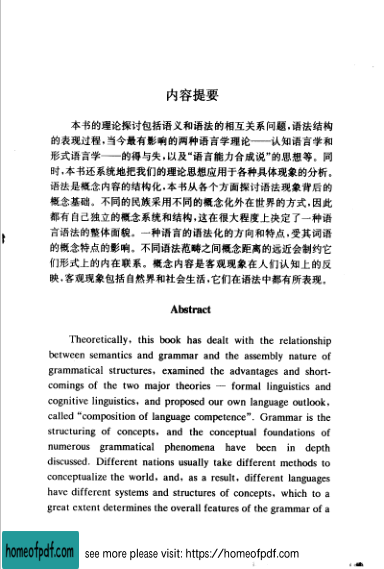 内容提要
本书的理论探讨包括语义和语法的相互关系问题,语法结构
的表现过程,当今最有影响的两种语言学理论——认知语言学和
形式语言学——的得与失,以及“语言能力合成说”的思想等。同
时,本书还系统地把我们的理论思想应用于各种具体现象的分析。
语法是概念内容的结构化,本书从各个方面探讨语法现象背后的
概念基础。不同的民族采用不同的概念化外在世界的方式,因此
都有自己独立的概念系统和结构,这在很大程度上决定了一种语
言语法的整体面貌。一种语言的语法化的方向和特点,受其词语
的概念特点的影响。不同语法范畴之间概念距离的远近会制约它
们形式上的内在联系。概念内容是客观现象在人们认知上的反
映,客观现象包括自然界和社会生活,它们在语法中都有所表现。
Abstract
Theoretically, this book has dealt with the relationship
between semantics and grammar and the assembly nature of
grammatical structures, examined the advantages and short-
comings of the two major theories — formal linguistics and
cognitive linguistics, and proposed our own language outlook,
called “composition of language competence”. Grammar is the
structuring of concepts, and the conceptual foundations of
numerous grammatical phenomena have been in depth
discussed. Different nations usually take different methods to
conceptualize the world, and, as a result, different languages
have different systems and structures of concepts, which to a
great extent determines the overall features of the grammar of a
homeofpdf.com
see more please visit: https://homeofpdf.com